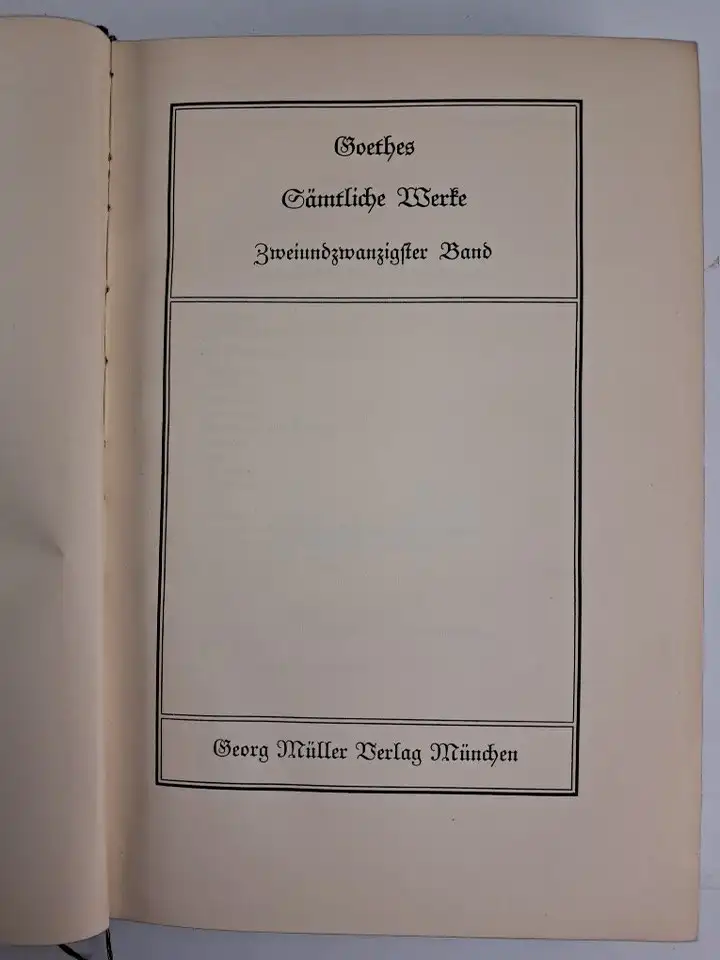 Goethes
Sämtliche Werke
Zweiundzwanzigster Band
Georg Müller Verlag München